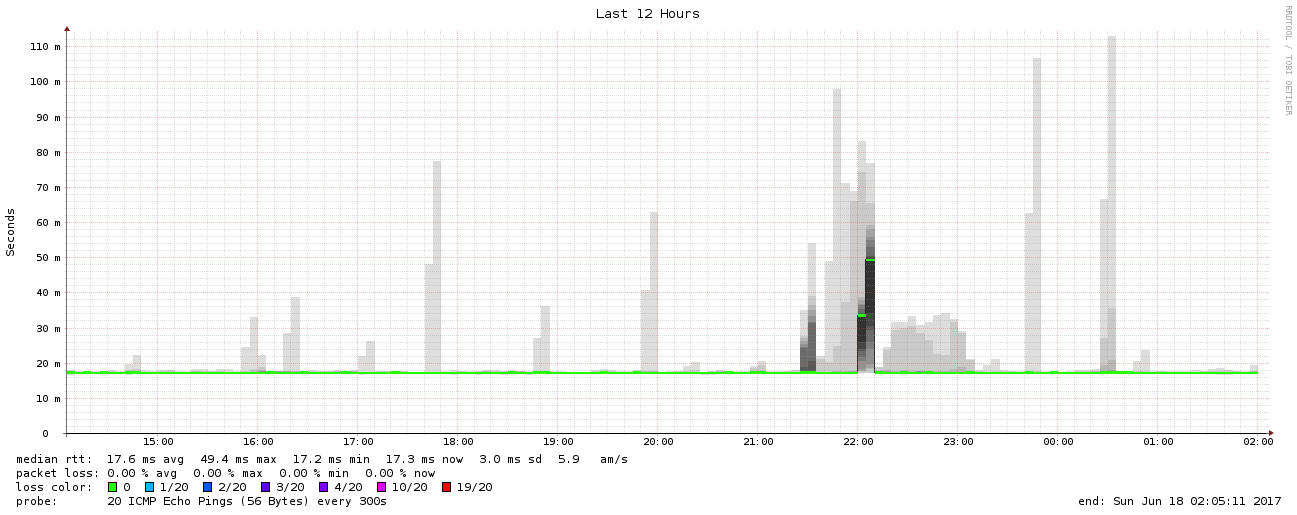 Last 12 Hours
RRDTOOL / TOBI OETIKER
Seconds
110 m
100 m
90 m
80 m
70 m
60 m
50 m
40 m
30 m
20 m
10 m
0
15:00 16:00 17:00 18:00 19:00 20:00 21:00 22:00 23:00 00:00 01:00 02:00
median rtt: 17.6 ms avg 49.4 ms max 17.2 ms min 17.3 ms now 3.0 ms sd 5.9 am/s
packet loss: 0.00 % avg 0.00 % max 0.00 % min 0.00 % now
loss color: 0 1/20 2/20 3/20 4/20 10/20 19/20
probe: 20 ICMP Echo Pings (56 Bytes) every 300s end: Sun Jun 18 02:05:11 2017